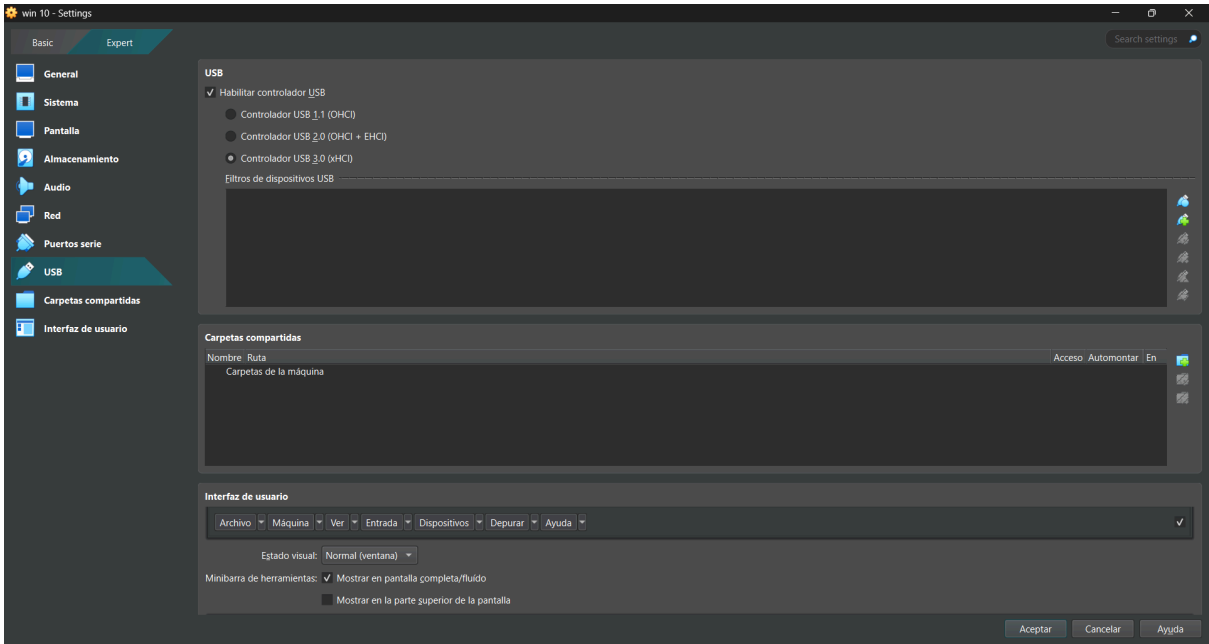 win 10 - Settings
Basic Expert
Search settings
General
Sistema
Pantalla
Almacenamiento
Audio
Red
Puertos serie
USB
Carpetas compartidas
Interfaz de usuario
USB
Habilitar controlador USB
Controlador USB 1.1 (OHCI)
Controlador USB 2.0 (OHCI + EHCI)
Controlador USB 3.0 (xHCI)
Filtros de dispositivos USB
Carpetas compartidas
Nombre Ruta Acceso Automontar En
Carpetas de la máquina
Interfaz de usuario
Archivo Máquina Ver Entrada Dispositivos Depurar Ayuda
Estado visual: Normal (ventana)
Minibarra de herramientas: Mostrar en pantalla completa/fluído
Mostrar en la parte superior de la pantalla
Aceptar Cancelar Ayuda